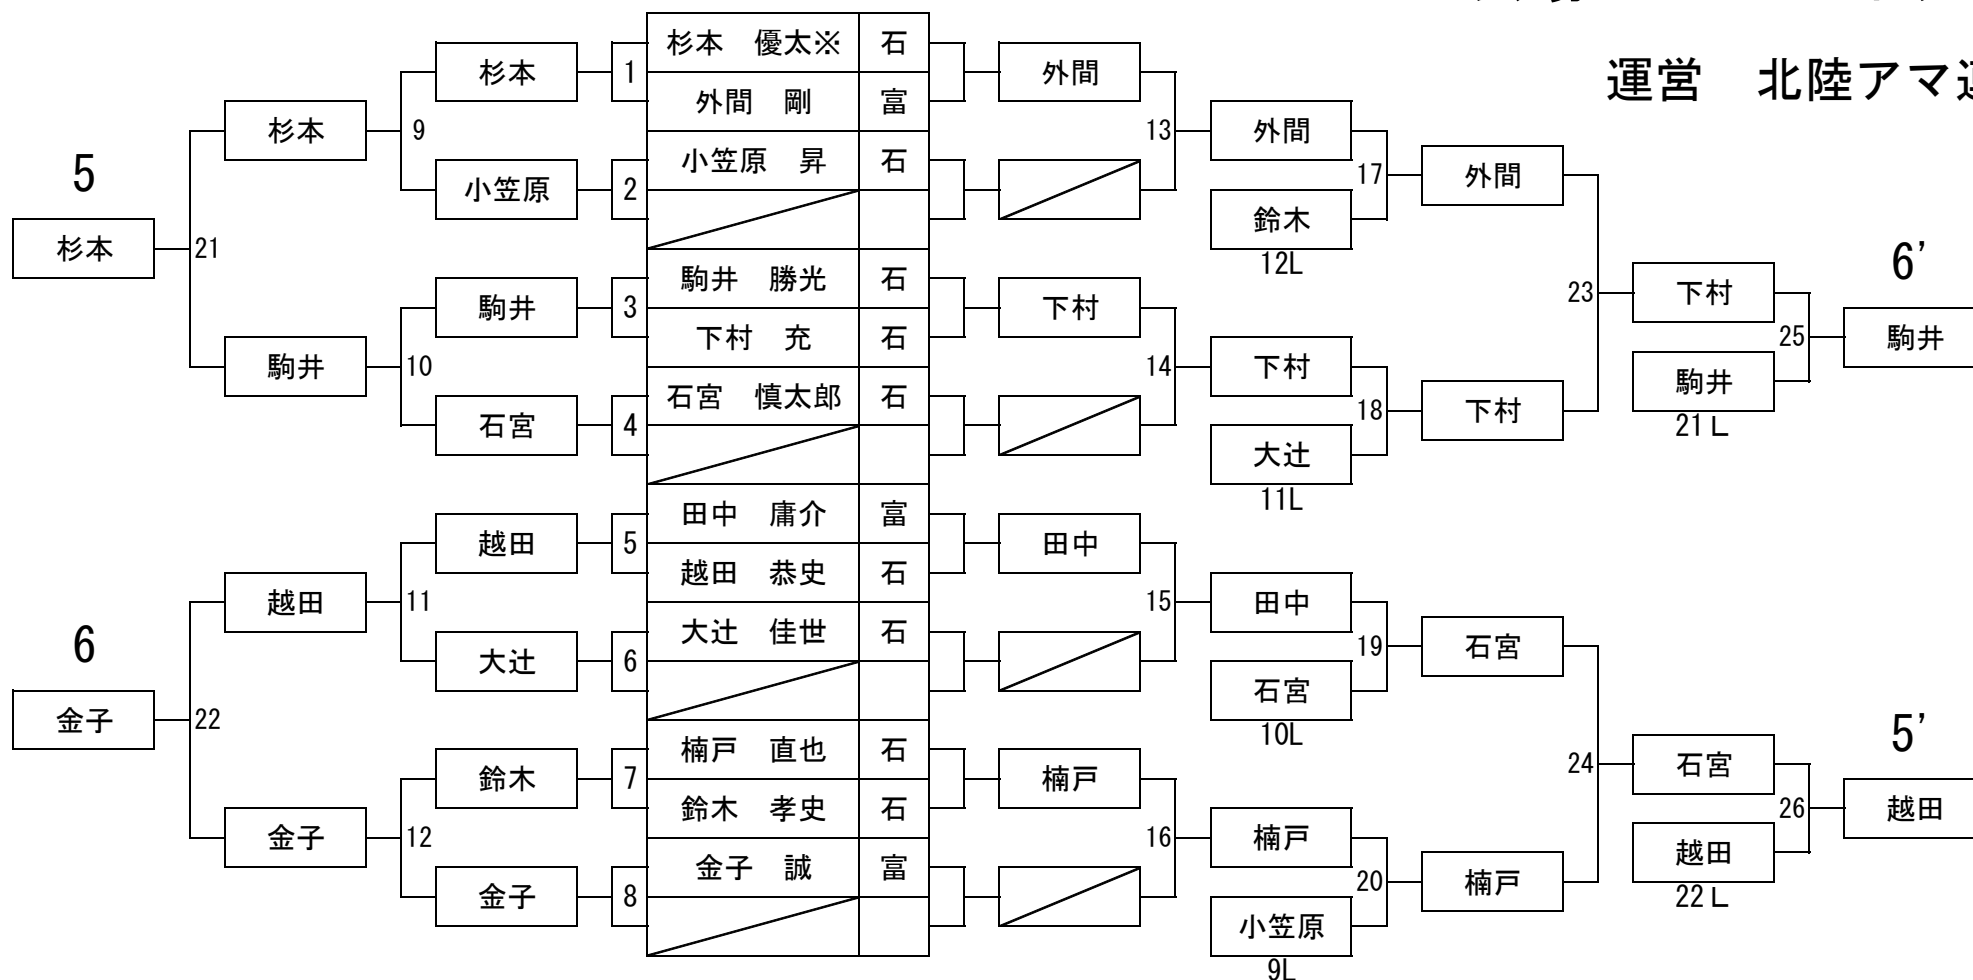 運営　北陸アマ連
杉本　優太※　石
外間　剛　富
小笠原　昇　石
駒井　勝光　石
下村　充　石
石宮　慎太郎　石
田中　庸介　富
越田　恭史　石
大辻　佳世　石
楠戸　直也　石
鈴木　孝史　石
金子　誠　富
1
2
3
4
5
6
7
8
杉本
小笠原
駒井
石宮
越田
大辻
鈴木
金子
9
10
11
12
杉本
駒井
越田
金子
21
22
5
杉本
6
金子
外間
下村
田中
楠戸
13
14
15
16
外間
鈴木
12L
下村
大辻
11L
田中
石宮
10L
楠戸
小笠原
9L
17
18
19
20
外間
下村
石宮
楠戸
23
24
下村
駒井
21L
石宮
越田
22L
25
26
6’
駒井
5’
越田